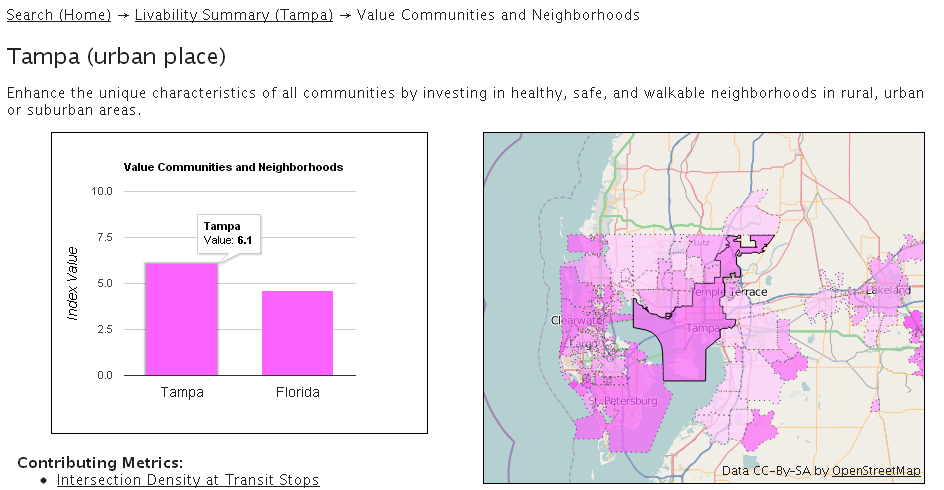 Search (Home) → Livability Summary (Tampa) → Value Communities and Neighborhoods
Tampa (urban place)
Enhance the unique characteristics of all communities by investing in healthy, safe, and walkable neighborhoods in rural, urban
or suburban areas.
Value Communities and Neighborhoods
10.0
7.5
5.0
2.5
0.0
Index Value
Tampa
Value: 6.1
Tampa
Florida
Lutz
Temple Terrace
Lakeland
Clearwater
Tampa
Largo
St. Petersburg
Data CC-By-SA by OpenStreetMap
Contributing Metrics:
• Intersection Density at Transit Stops